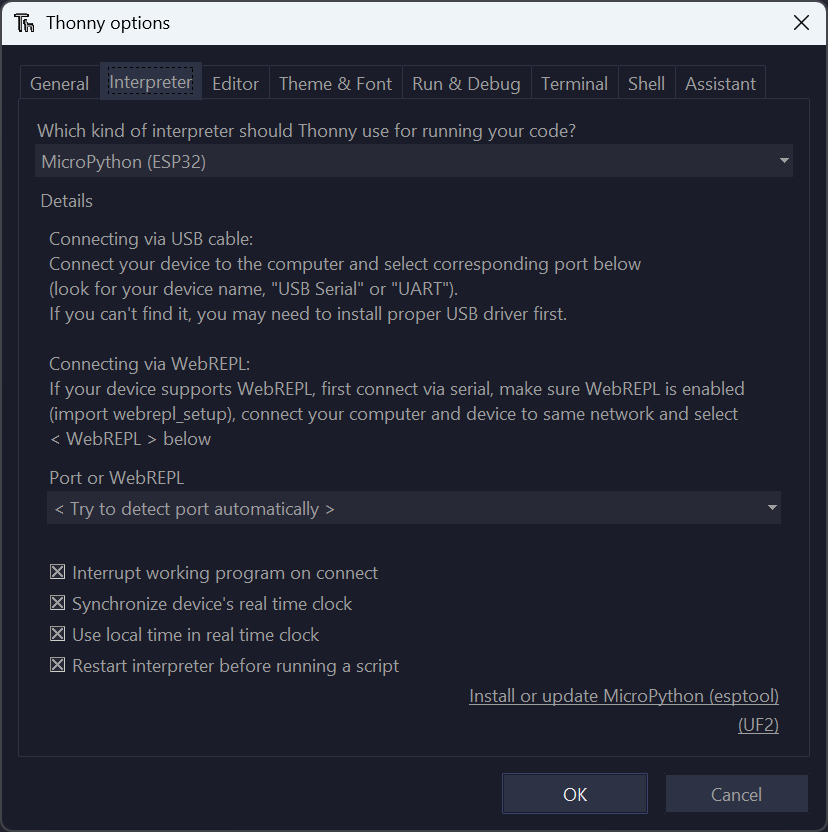 Thonny options
General Interpreter Editor Theme & Font Run & Debug Terminal Shell Assistant
Which kind of interpreter should Thonny use for running your code?
MicroPython (ESP32)
Details
Connecting via USB cable:
Connect your device to the computer and select corresponding port below
(look for your device name, "USB Serial" or "UART").
If you can't find it, you may need to install proper USB driver first.
Connecting via WebREPL:
If your device supports WebREPL, first connect via serial, make sure WebREPL is enabled
(import webrepl_setup), connect your computer and device to same network and select
< WebREPL > below
Port or WebREPL
< Try to detect port automatically >
Interrupt working program on connect
Synchronize device's real time clock
Use local time in real time clock
Restart interpreter before running a script
Install or update MicroPython (esptool)
(UF2)
OK Cancel